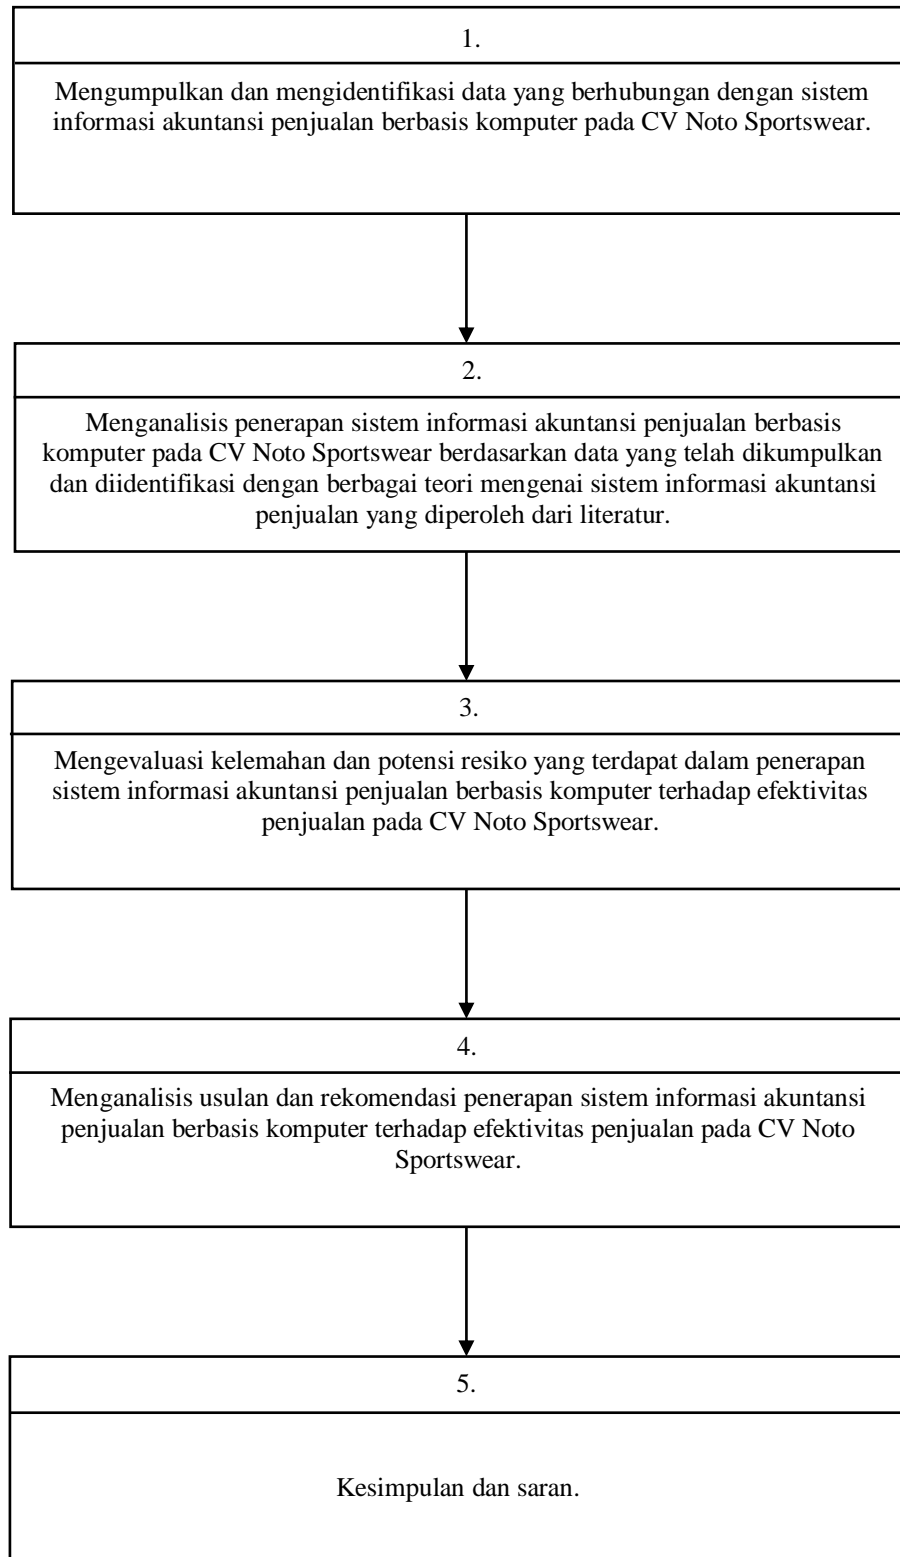 1.
Mengumpulkan dan mengidentifikasi data yang berhubungan dengan sistem
informasi akuntansi penjualan berbasis komputer pada CV Noto Sportswear.
2.
Menganalisis penerapan sistem informasi akuntansi penjualan berbasis
komputer pada CV Noto Sportswear berdasarkan data yang telah dikumpulkan
dan diidentifikasi dengan berbagai teori mengenai sistem informasi akuntansi
penjualan yang diperoleh dari literatur.
3.
Mengevaluasi kelemahan dan potensi resiko yang terdapat dalam penerapan
sistem informasi akuntansi penjualan berbasis komputer terhadap efektivitas
penjualan pada CV Noto Sportswear.
4.
Menganalisis usulan dan rekomendasi penerapan sistem informasi akuntansi
penjualan berbasis komputer terhadap efektivitas penjualan pada CV Noto
Sportswear.
5.
Kesimpulan dan saran.